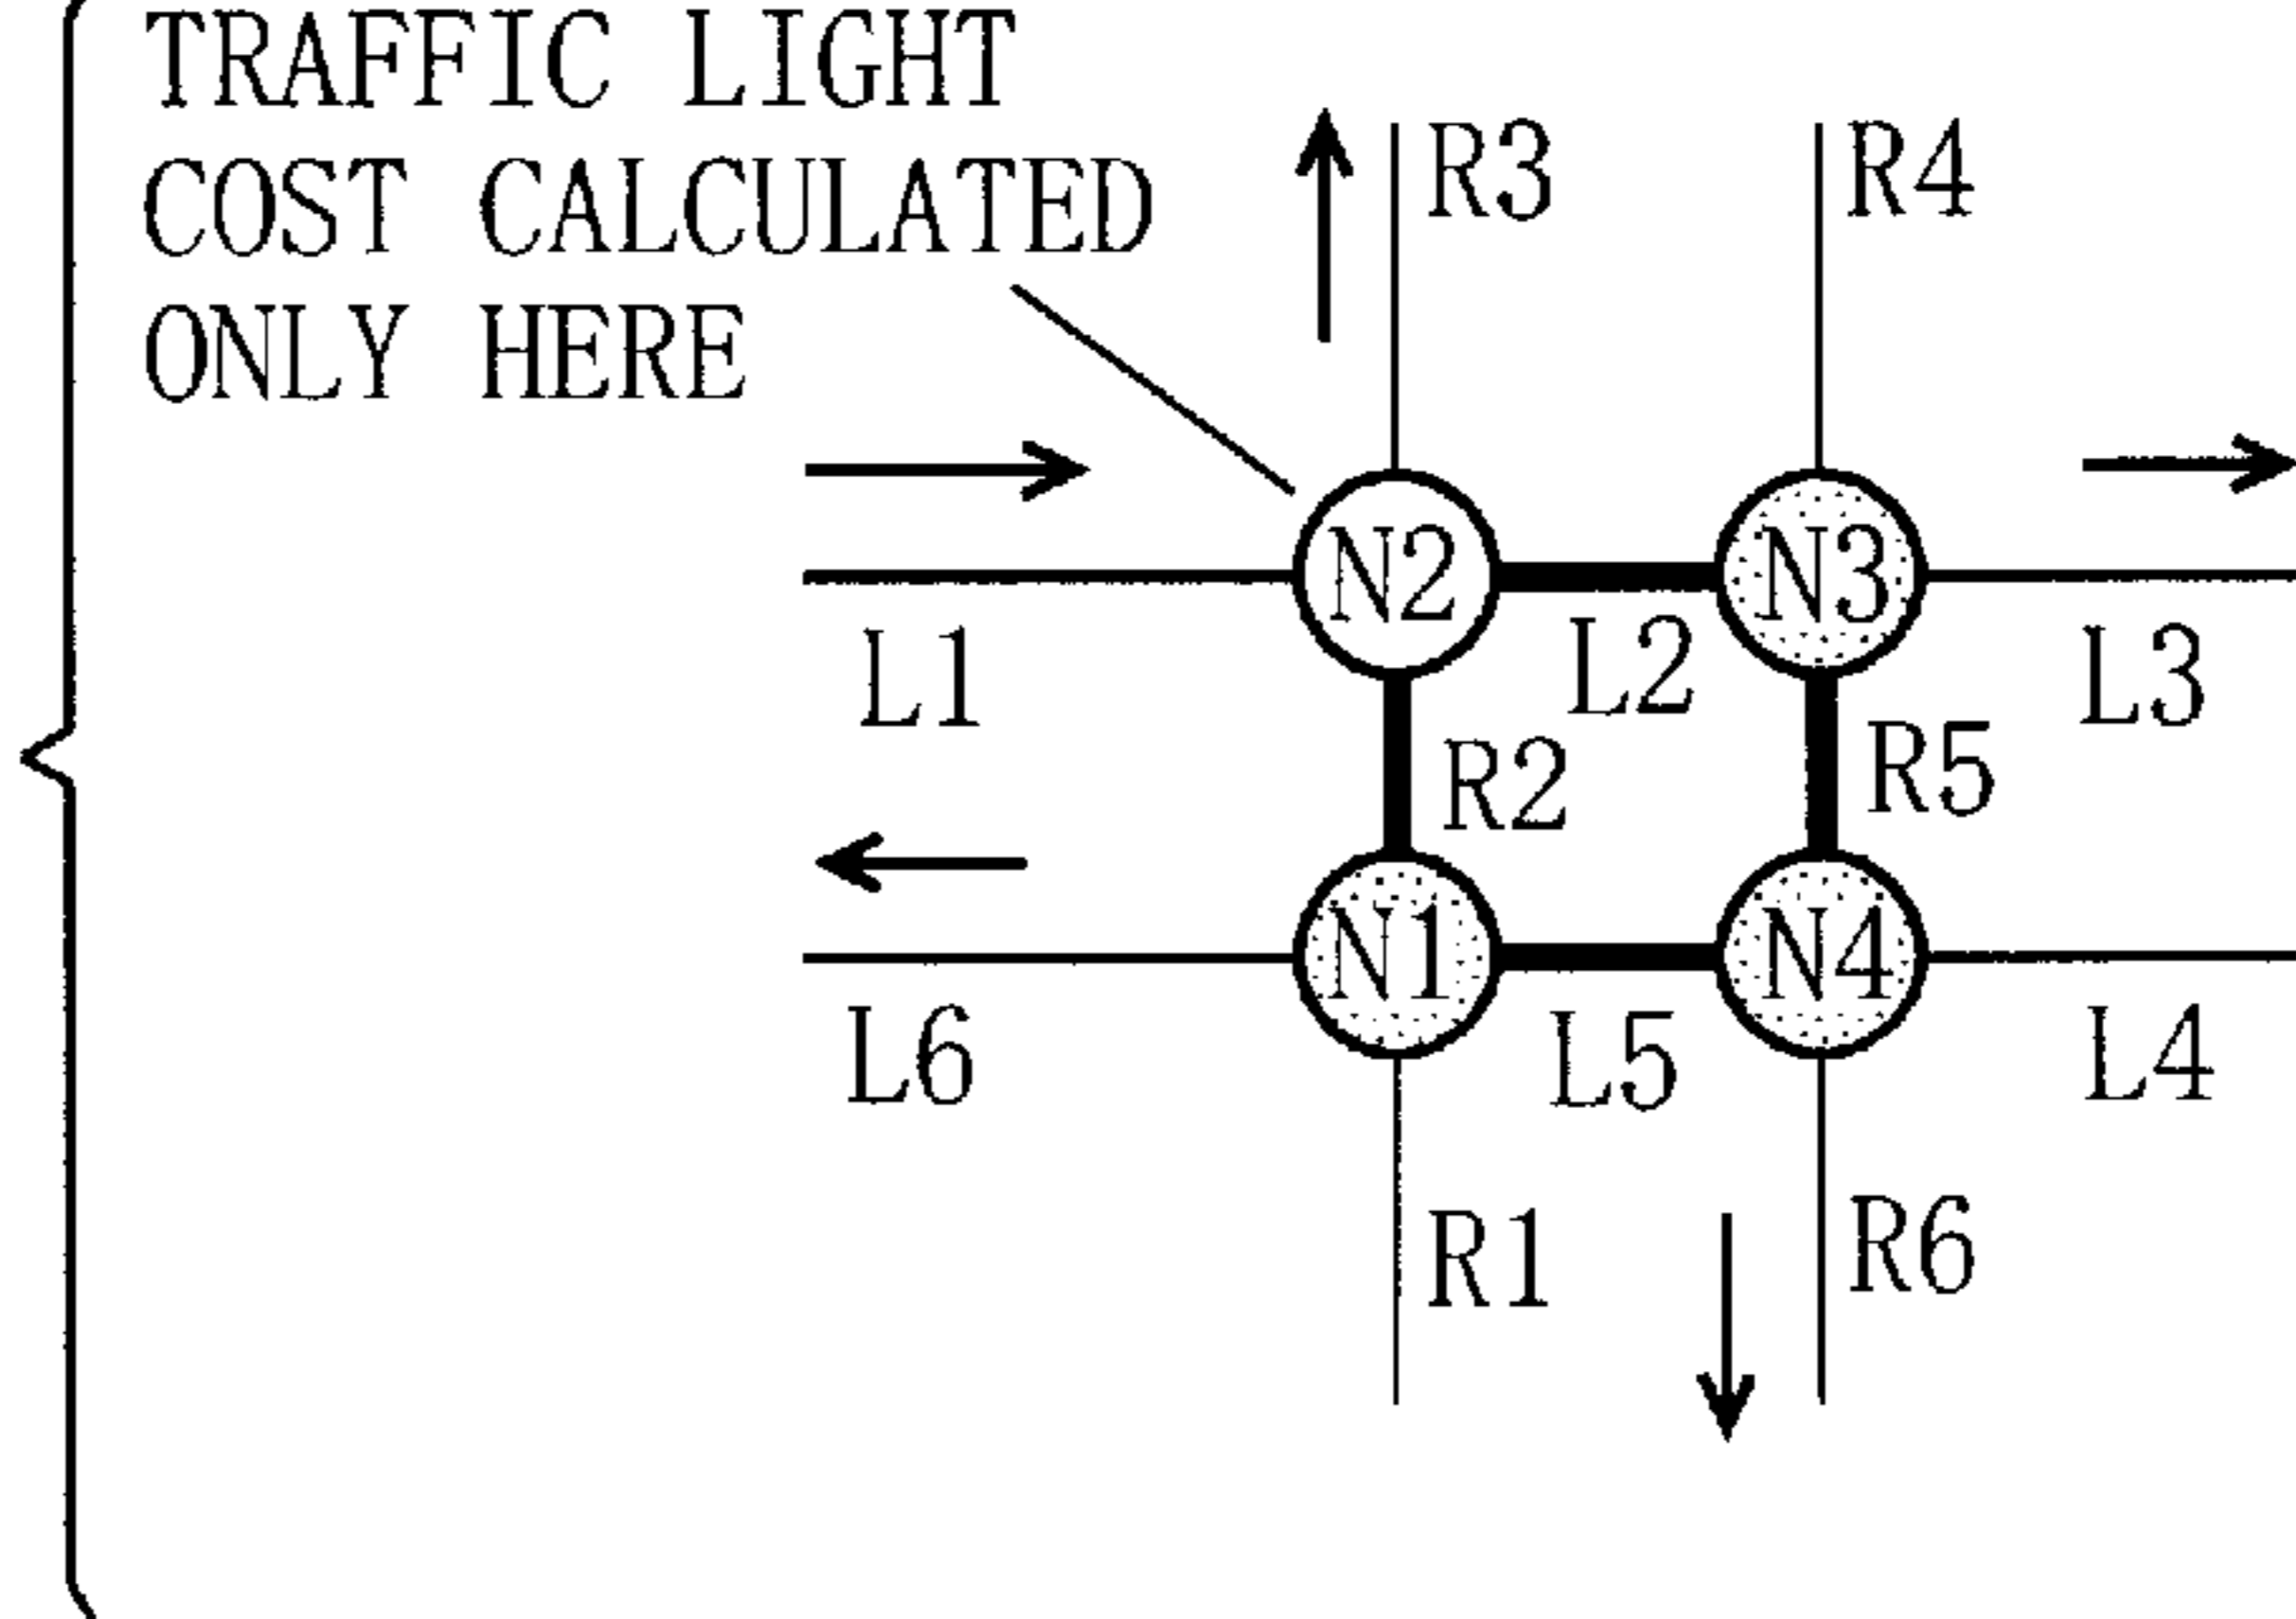 TRAFFIC LIGHT
COST CALCULATED
ONLY HERE
R3
R4
N2
N3
L1
L2
L3
R2
R5
N1
N4
L6
L5
L4
R1
R6